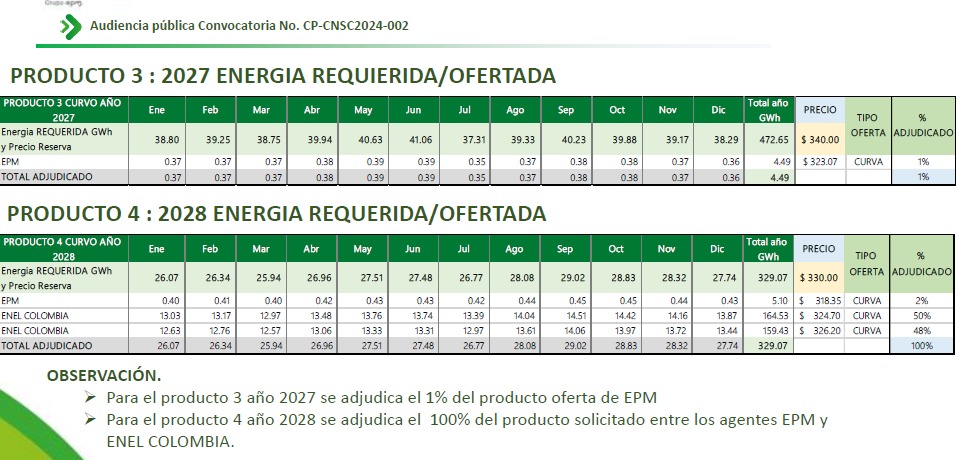 Grupo epm
Audiencia pública Convocatoria No. CP-CNSC2024-002
PRODUCTO 3 : 2027 ENERGIA REQUIERIDA/OFERTADA
PRODUCTO 3 CURVO AÑO 2027 Ene Feb Mar Abr May Jun Jul Ago Sep Oct Nov Dic Total año GWh PRECIO TIPO OFERTA % ADJUDICADO
Energia REQUERIDA GWh y Precio Reserva 38.80 39.25 38.75 39.94 40.63 41.06 37.31 39.33 40.23 39.88 39.17 38.29 472.65 $ 340.00
EPM 0.37 0.37 0.37 0.38 0.39 0.39 0.35 0.37 0.38 0.38 0.37 0.36 4.49 $ 323.07 CURVA 1%
TOTAL ADJUDICADO 0.37 0.37 0.37 0.38 0.39 0.39 0.35 0.37 0.38 0.38 0.37 0.36 4.49 1%
PRODUCTO 4 : 2028 ENERGIA REQUERIDA/OFERTADA
PRODUCTO 4 CURVO AÑO 2028 Ene Feb Mar Abr May Jun Jul Ago Sep Oct Nov Dic Total año GWh PRECIO TIPO OFERTA % ADJUDICADO
Energia REQUERIDA GWh y Precio Reserva 26.07 26.34 25.94 26.96 27.51 27.48 26.77 28.08 29.02 28.83 28.32 27.74 329.07 $ 330.00
EPM 0.40 0.41 0.40 0.42 0.43 0.43 0.42 0.44 0.45 0.45 0.44 0.43 5.10 $ 318.35 CURVA 2%
ENEL COLOMBIA 13.03 13.17 12.97 13.48 13.76 13.74 13.39 14.04 14.51 14.42 14.16 13.87 164.53 $ 324.70 CURVA 50%
ENEL COLOMBIA 12.63 12.76 12.57 13.06 13.33 13.31 12.97 13.61 14.06 13.97 13.72 13.44 159.43 $ 326.20 CURVA 48%
TOTAL ADJUDICADO 26.07 26.34 25.94 26.96 27.51 27.48 26.77 28.08 29.02 28.83 28.32 27.74 329.07 100%
OBSERVACIÓN.
➢ Para el producto 3 año 2027 se adjudica el 1% del producto oferta de EPM
➢ Para el producto 4 año 2028 se adjudica el 100% del producto solicitado entre los agentes EPM y
ENEL COLOMBIA.